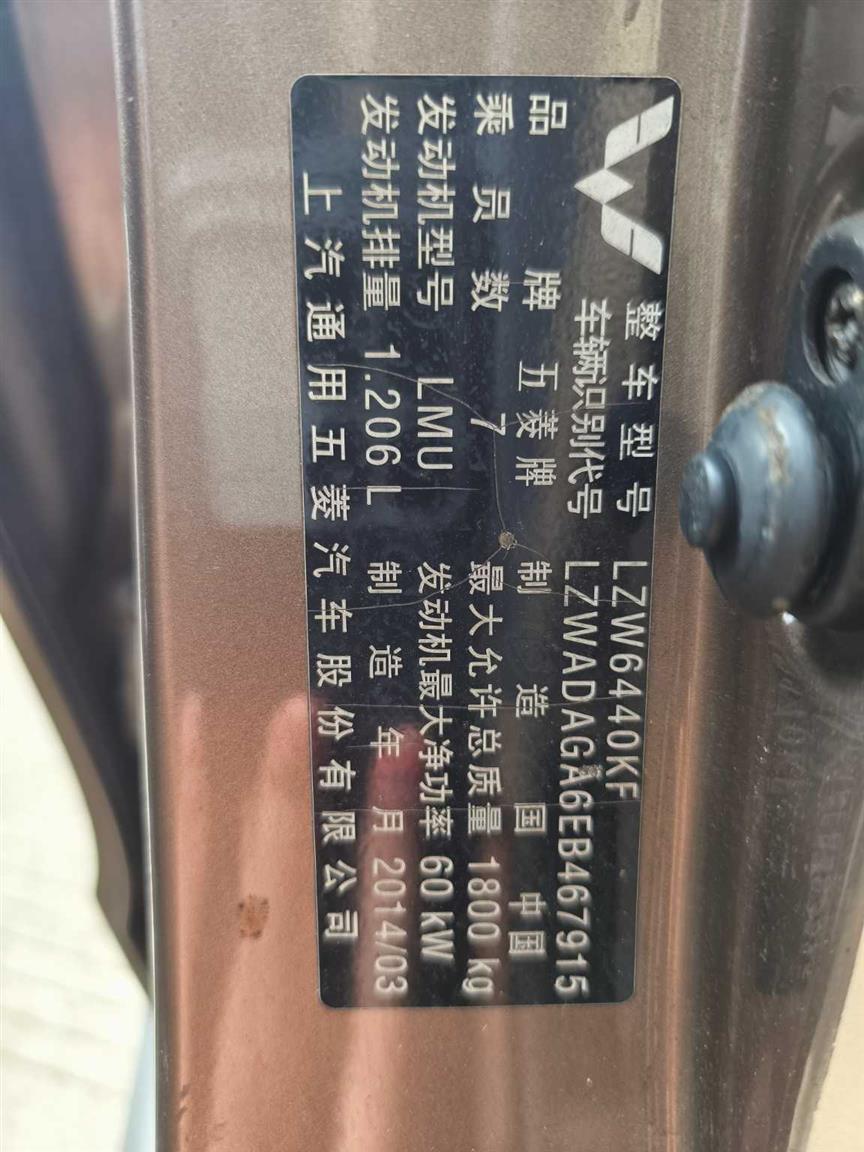 整车型号 LZW6440KF
车辆识别代号 LZWADAGA6EB467915
品牌 五菱牌 制造国 中国
乘员数 7 最大允许总质量 1800 kg
发动机型号 LMU 发动机最大净功率 60 kW
发动机排量 1.206 L 制造年月 2014/03
上汽通用五菱汽车股份有限公司